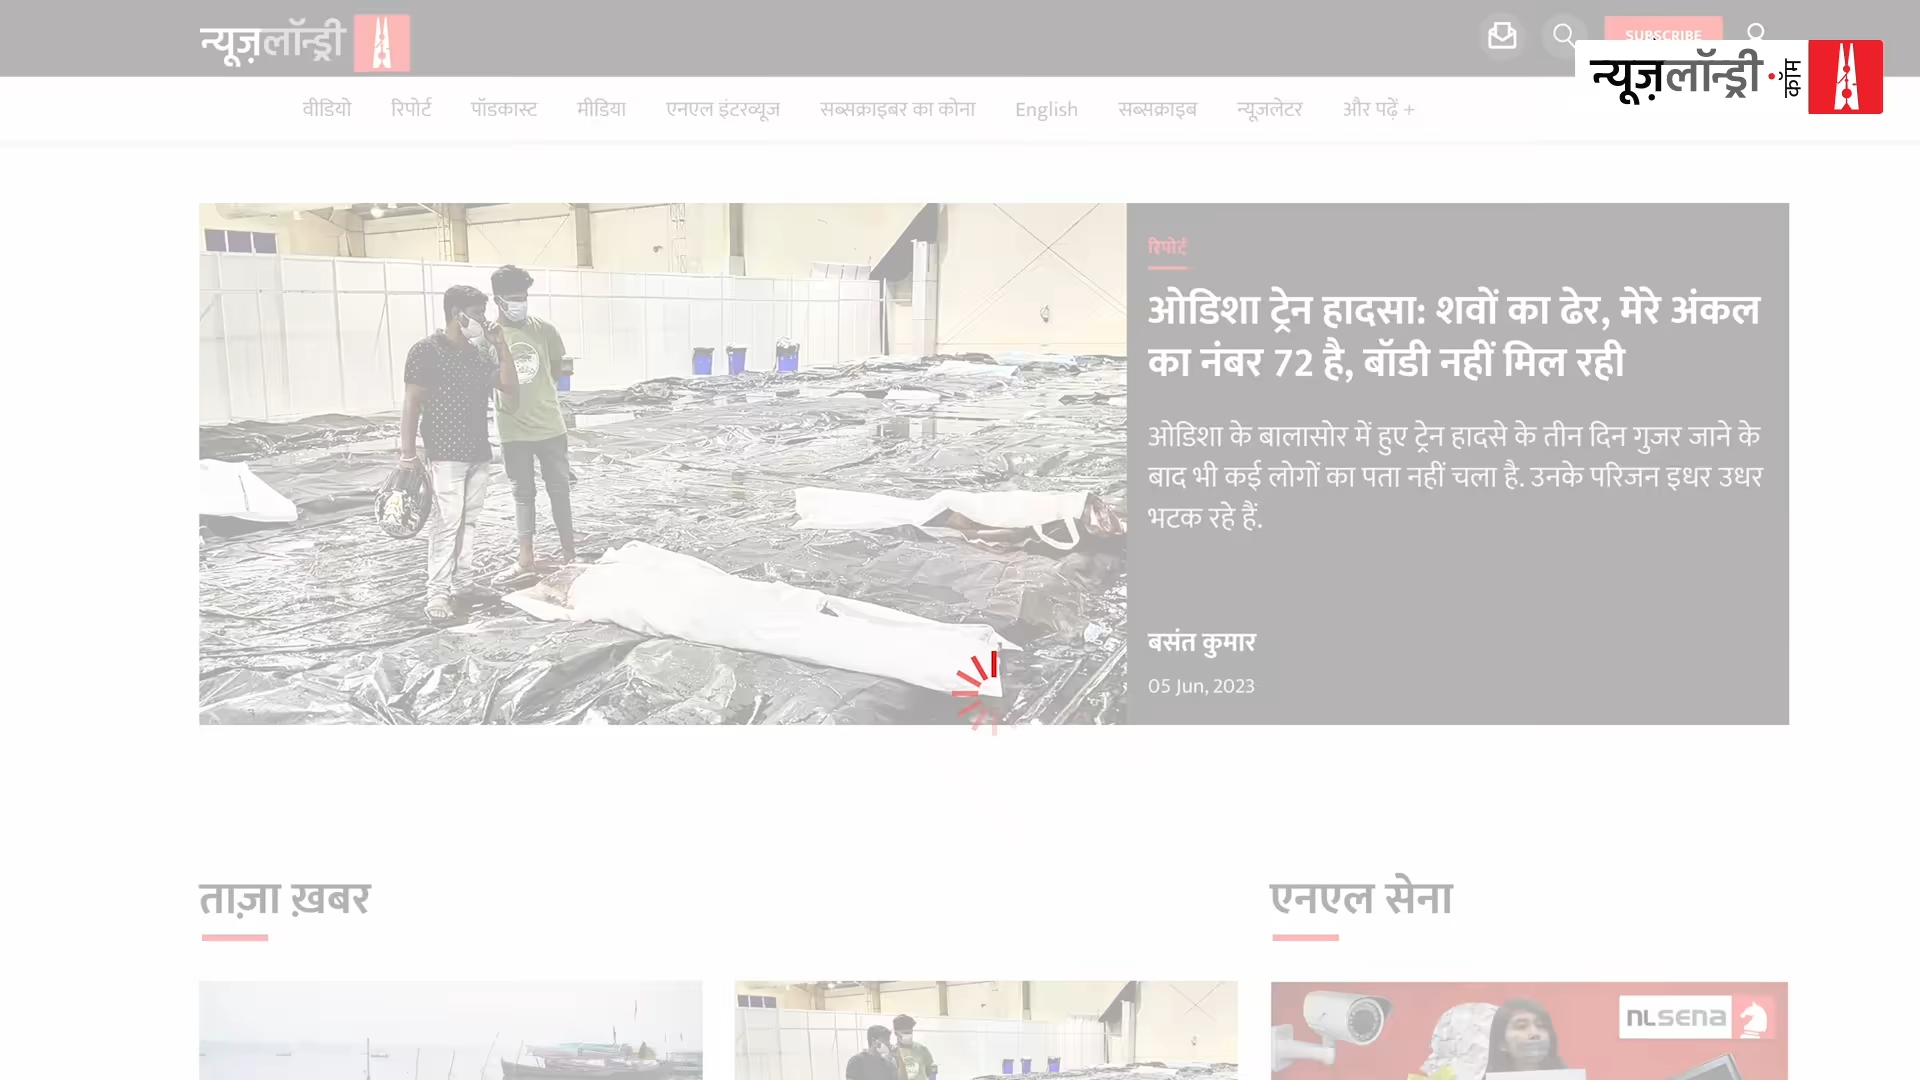 न्यूज़लॉन्ड्री
SUBSCRIBE
न्यूज़लॉन्ड्री.कॉम
वीडियो रिपोर्ट पॉडकास्ट मीडिया एनएल इंटरव्यूज सब्सक्राइबर का कोना English सब्सक्राइब न्यूजलेटर और पढ़ें +
रिपोर्ट
ओडिशा ट्रेन हादसा: शवों का ढेर, मेरे अंकल
का नंबर 72 है, बॉडी नहीं मिल रही
ओडिशा के बालासोर में हुए ट्रेन हादसे के तीन दिन गुजर जाने के
बाद भी कई लोगों का पता नहीं चला है. उनके परिजन इधर उधर
भटक रहे हैं.
बसंत कुमार
05 Jun, 2023
ताज़ा ख़बर
एनएल सेना
NLSENA